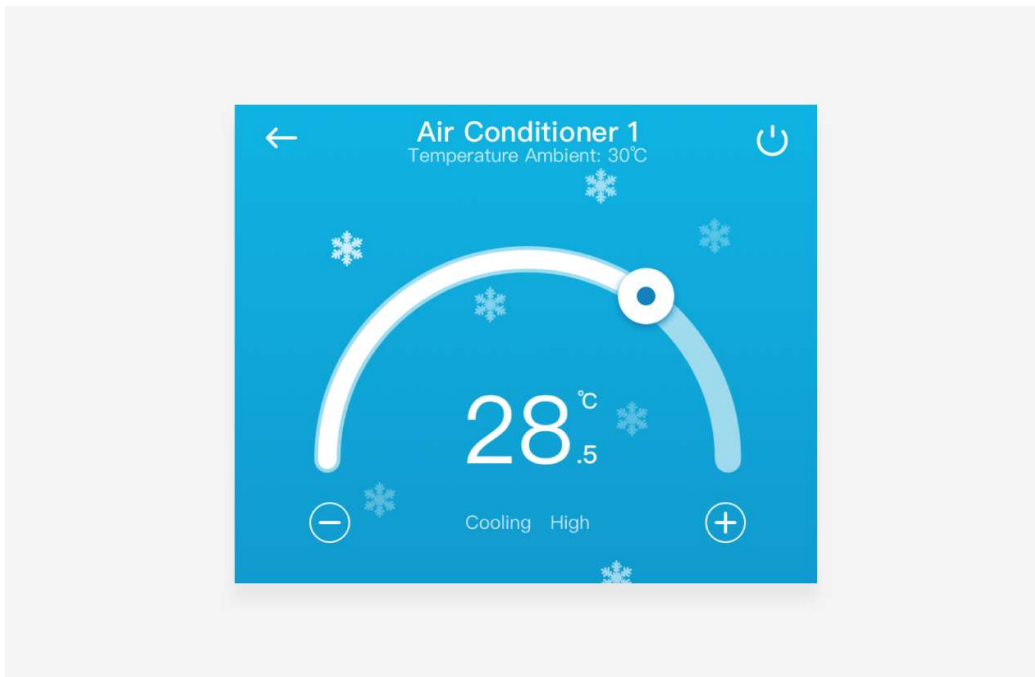 Air Conditioner 1
Temperature Ambient: 30℃
28.5℃
Cooling High